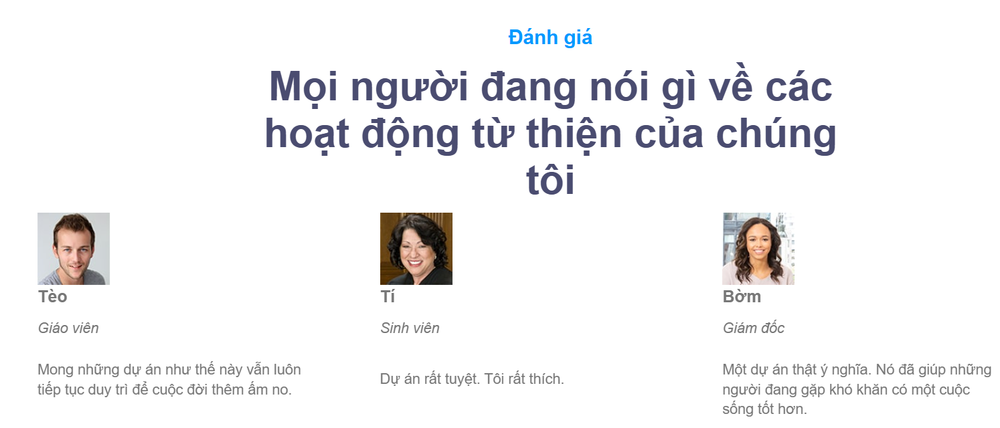 Đánh giá
Mọi người đang nói gì về các
hoạt động từ thiện của chúng
tôi
Tèo
Giáo viên
Mong những dự án như thế này vẫn luôn
tiếp tục duy trì để cuộc đời thêm ấm no.
Tí
Sinh viên
Dự án rất tuyệt. Tôi rất thích.
Bờm
Giám đốc
Một dự án thật ý nghĩa. Nó đã giúp những
người đang gặp khó khăn có một cuộc
sống tốt hơn.